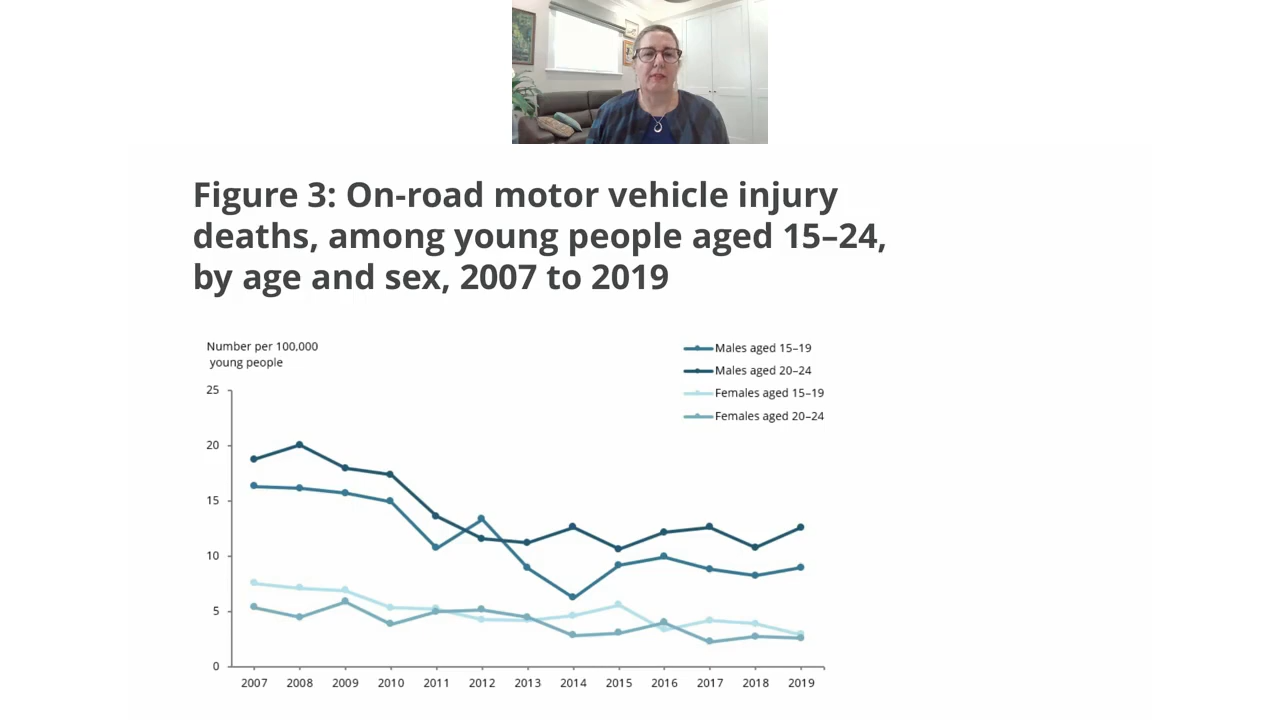 Figure 3: On-road motor vehicle injury
deaths, among young people aged 15–24,
by age and sex, 2007 to 2019
Number per 100,000
young people
Males aged 15–19
Males aged 20–24
Females aged 15–19
Females aged 20–24
25
20
15
10
5
0
2007 2008 2009 2010 2011 2012 2013 2014 2015 2016 2017 2018 2019